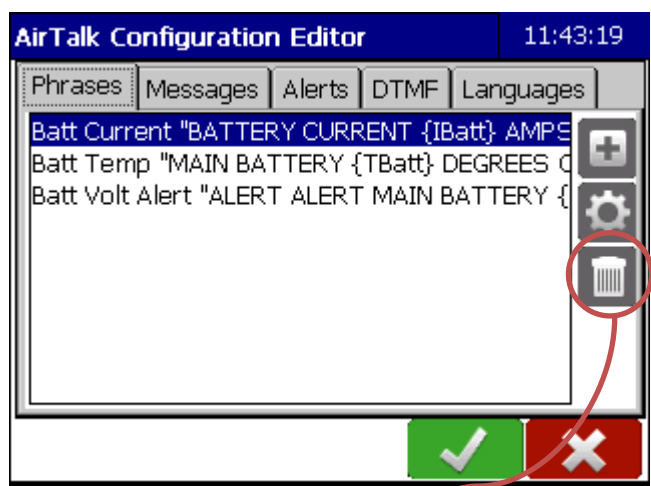 AirTalk Configuration Editor 11:43:19
Phrases Messages Alerts DTMF Languages
Batt Current "BATTERY CURRENT {IBatt} AMPS
Batt Temp "MAIN BATTERY {TBatt} DEGREES C
Batt Volt Alert "ALERT ALERT MAIN BATTERY {